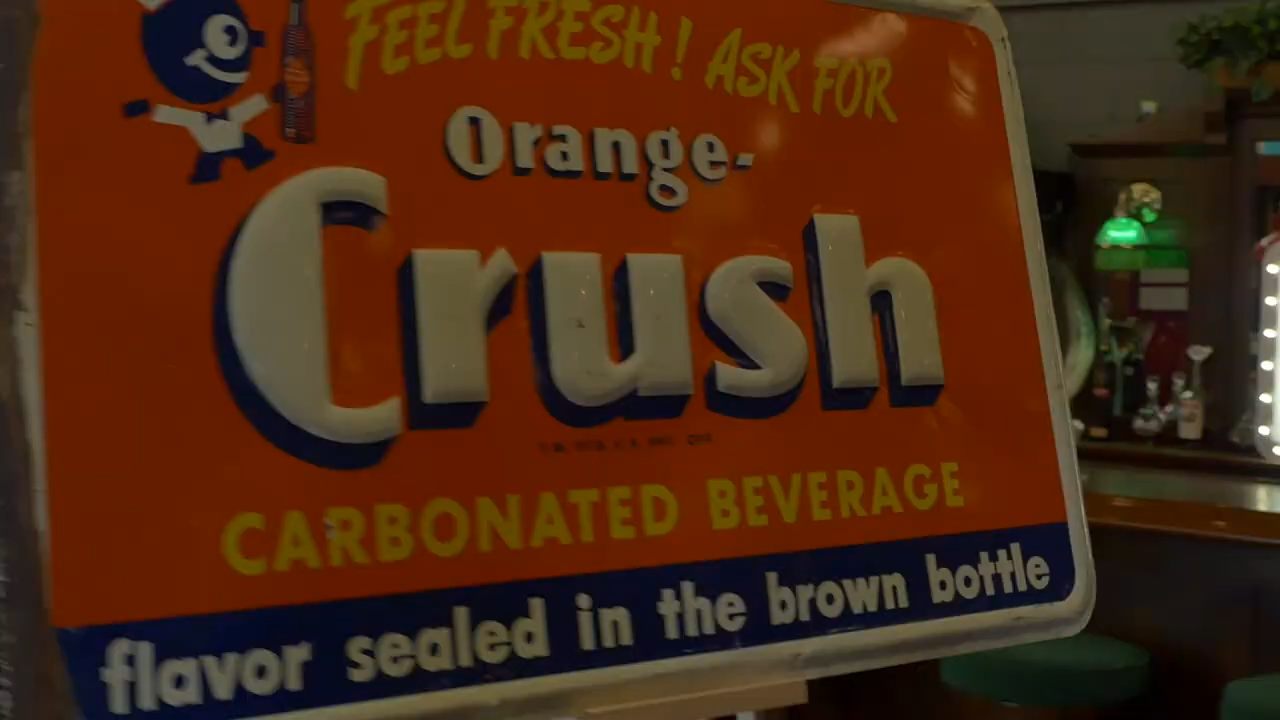 FEEL FRESH! ASK FOR
Orange-
Crush
CARBONATED BEVERAGE
flavor sealed in the brown bottle